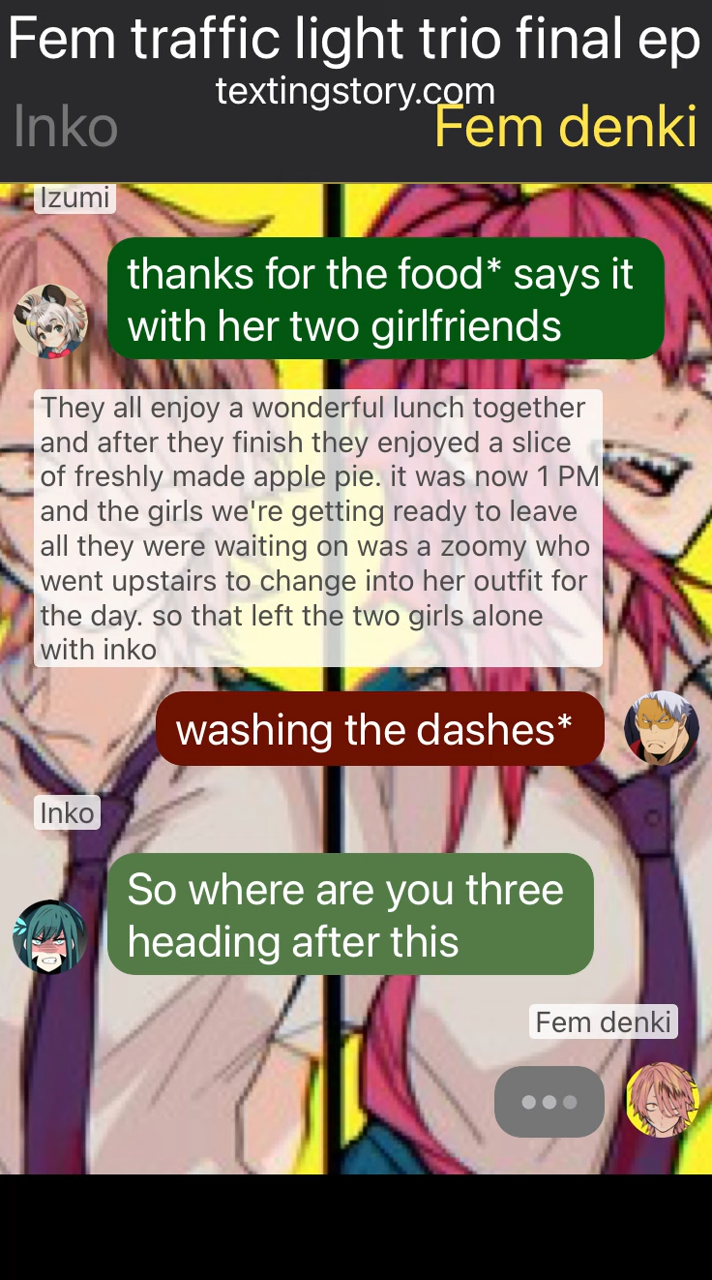 Fem traffic light trio final ep
textingstory.com
Inko
Fem denki
Izumi
thanks for the food* says it
with her two girlfriends
They all enjoy a wonderful lunch together
and after they finish they enjoyed a slice
of freshly made apple pie. it was now 1 PM
and the girls we're getting ready to leave
all they were waiting on was a zoomy who
went upstairs to change into her outfit for
the day. so that left the two girls alone
with inko
washing the dashes*
Inko
So where are you three
heading after this
Fem denki